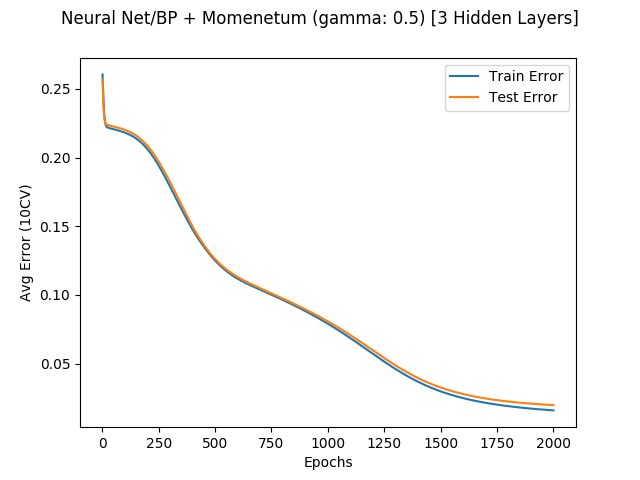 Neural Net/BP + Momenetum (gamma: 0.5) [3 Hidden Layers]
Train Error
Test Error
0.25
0.20
0.15
0.10
0.05
Avg Error (10CV)
0 250 500 750 1000 1250 1500 1750 2000
Epochs